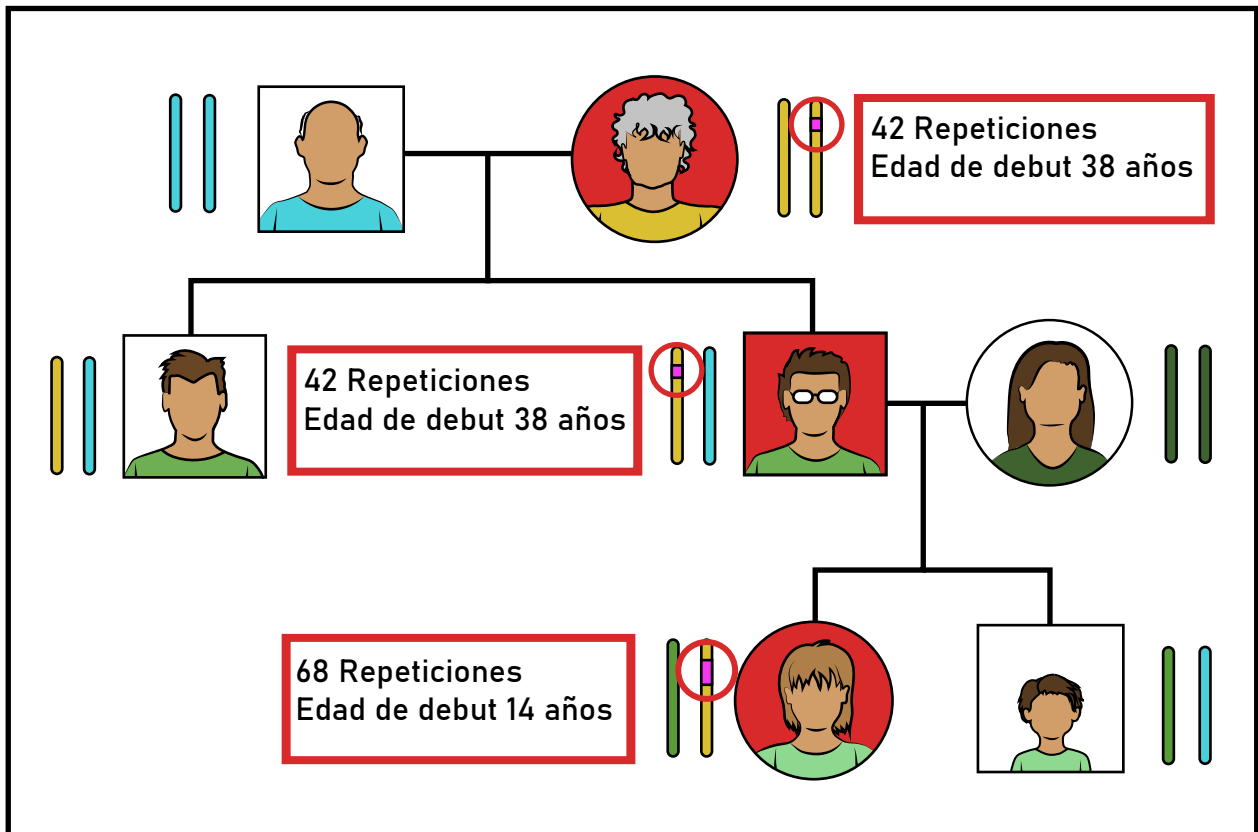 42 Repeticiones
Edad de debut 38 años
42 Repeticiones
Edad de debut 38 años
68 Repeticiones
Edad de debut 14 años